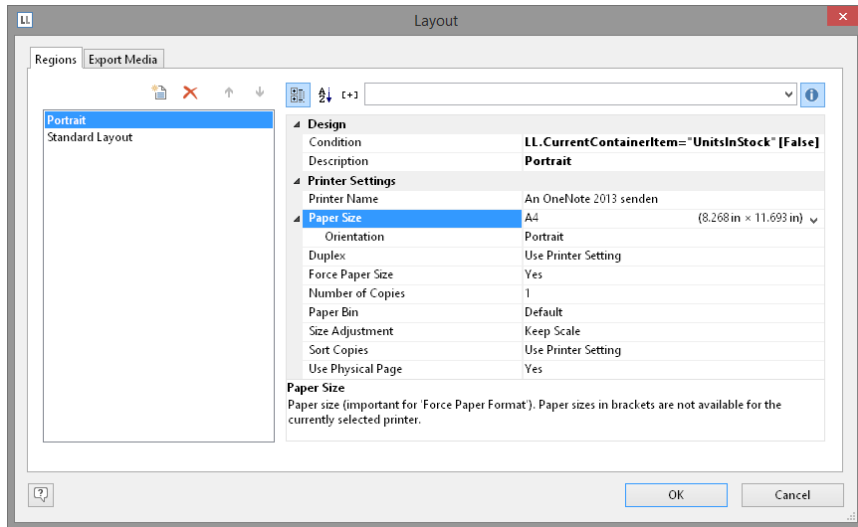 LL Layout
Regions Export Media
[+]
Portrait
Standard Layout
Design
Condition LL.CurrentContainerItem="UnitsInStock" [False]
Description Portrait
Printer Settings
Printer Name An OneNote 2013 senden
Paper Size A4 {8.268 in × 11.693 in}
Orientation Portrait
Duplex Use Printer Setting
Force Paper Size Yes
Number of Copies 1
Paper Bin Default
Size Adjustment Keep Scale
Sort Copies Use Printer Setting
Use Physical Page Yes
Paper Size
Paper size (important for 'Force Paper Format'). Paper sizes in brackets are not available for the
currently selected printer.
OK Cancel